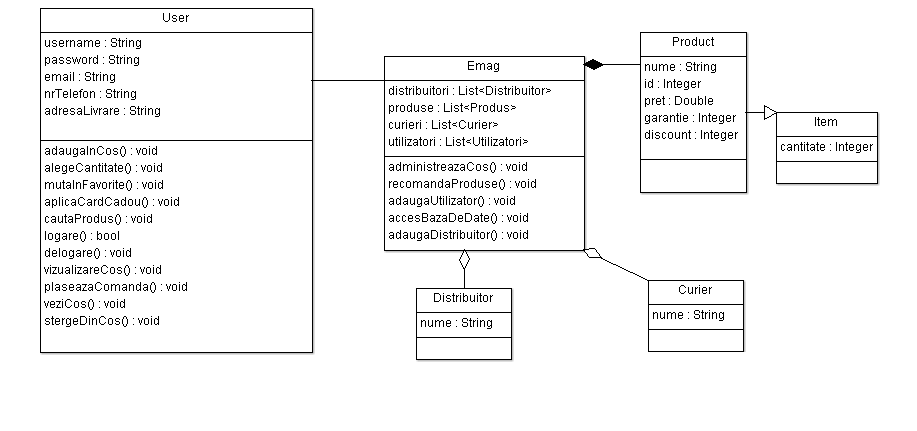 User
username : String
password : String
email : String
nrTelefon : String
adresaLivrare : String
adaugaInCos() : void
alegeCantitate() : void
mutaInFavorite() : void
aplicaCardCadou() : void
cautaProdus() : void
logare() : bool
delogare() : void
vizualizareCos() : void
plaseazaComanda() : void
veziCos() : void
stergeDinCos() : void
Emag
distribuitori : List<Distribuitor>
produse : List<Produs>
curieri : List<Curier>
utilizatori : List<Utilizatori>
administreazaCos() : void
recomandaProduse() : void
adaugaUtilizator() : void
accesBazaDeDate() : void
adaugaDistribuitor() : void
Product
nume : String
id : Integer
pret : Double
garantie : Integer
discount : Integer
Item
cantitate : Integer
Distribuitor
nume : String
Curier
nume : String